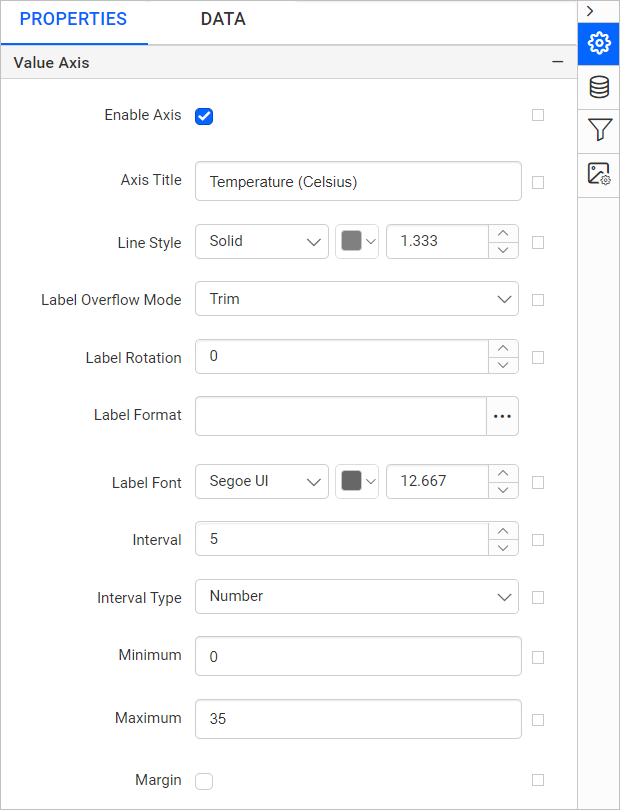 PROPERTIES DATA
Value Axis
Enable Axis
Axis Title Temperature (Celsius)
Line Style Solid 1.333
Label Overflow Mode Trim
Label Rotation 0
Label Format
Label Font Segoe UI 12.667
Interval 5
Interval Type Number
Minimum 0
Maximum 35
Margin